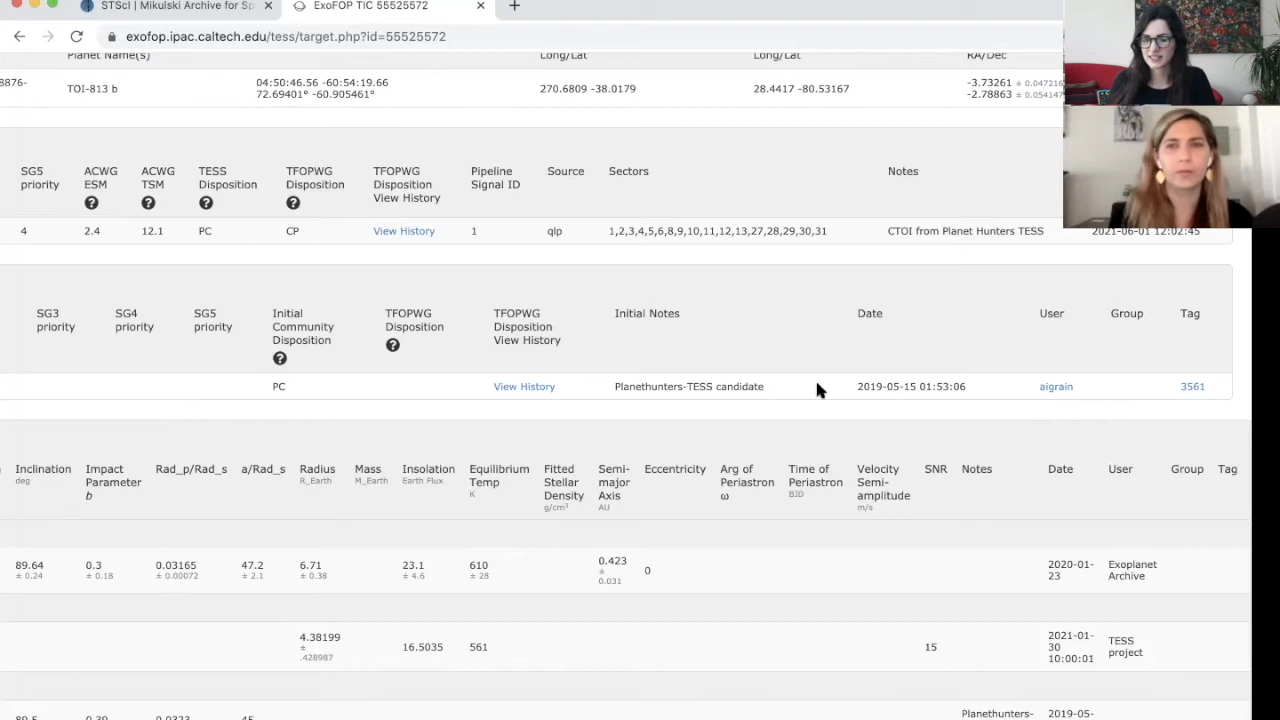 STScI | Mikulski Archive for Sp
ExoFOP TIC 55525572
exofop.ipac.caltech.edu/tess/target.php?id=55525572
Planet Name(s) Long/Lat Long/Lat RA/Dec
8876- TOI-813 b 04:50:46.56 -60:54:19.66 270.6809 -38.0179 28.4417 -80.53167 -3.73261 ± 0.047216
72.69401° -60.905461° -2.78863 ± 0.054147
SG5 ACWG ACWG TESS TFOPWG TFOPWG Pipeline Source Sectors Notes
priority ESM TSM Disposition Disposition Disposition Signal ID
View History
4 2.4 12.1 PC CP View History 1 qlp 1,2,3,4,5,6,8,9,10,11,12,13,27,28,29,30,31 CTOI from Planet Hunters TESS 2021-06-01 12:02:45
SG3 SG4 SG5 Initial TFOPWG TFOPWG Initial Notes Date User Group Tag
priority priority priority Community Disposition Disposition
Disposition View History
PC View History Planethunters-TESS candidate 2019-05-15 01:53:06 aigrain 3561
Inclination Impact Rad_p/Rad_s a/Rad_s Radius Mass Insolation Equilibrium Fitted Semi- Eccentricity Arg of Time of Velocity SNR Notes Date User Group Tag
deg Parameter R_Earth M_Earth Earth Flux Temp Stellar major Periastron Periastron Semi-
b K Density Axis ω BJD amplitude
g/cm³ AU m/s
89.64 0.3 0.03165 47.2 6.71 23.1 610 0.423 0 2020-01- Exoplanet
± 0.24 ± 0.18 ± 0.00072 ± 2.1 ± 0.38 ± 4.6 ± 28 ± 23 Archive
0.031
4.38199 16.5035 561 15 2021-01- TESS
± 30 project
.428987 10:00:01
89.5 0.39 0.0323 45 Planethunters- 2019-05-